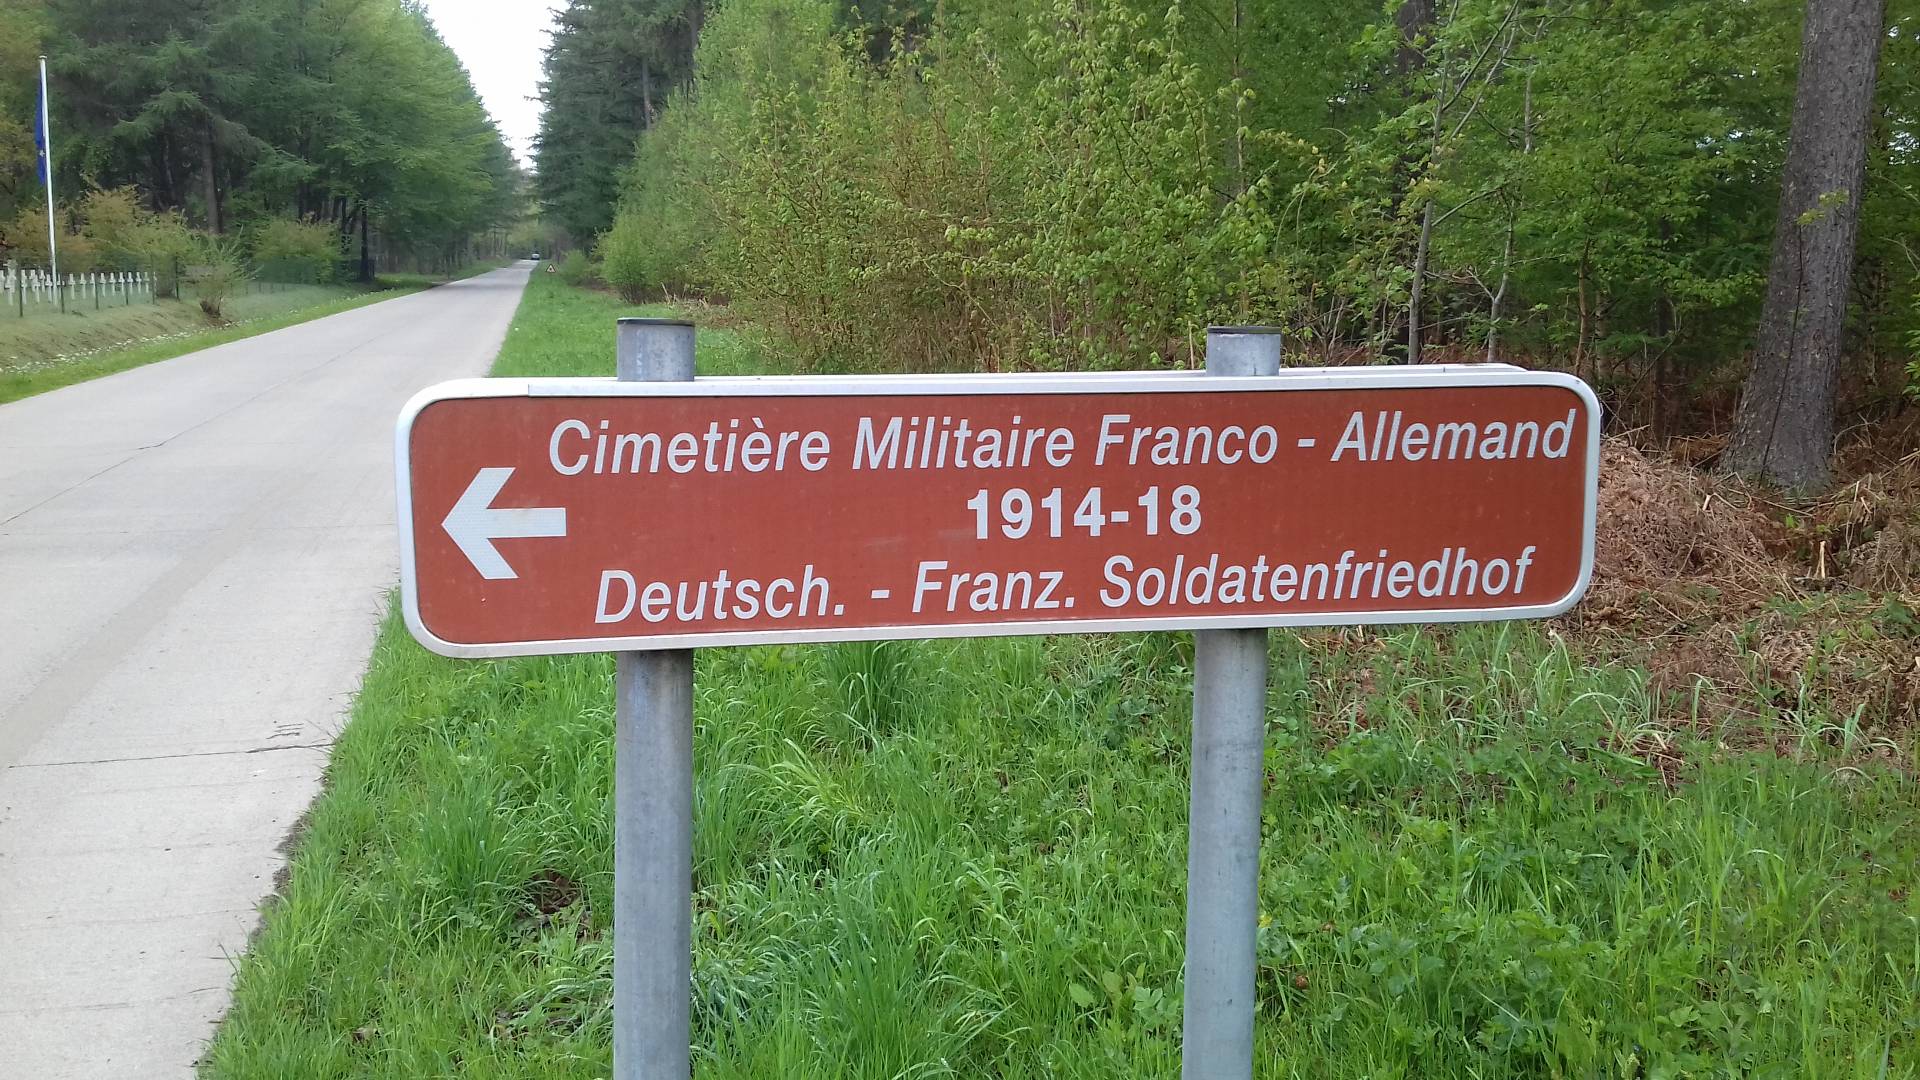 Cimetière Militaire Franco - Allemand
1914-18
Deutsch. - Franz. Soldatenfriedhof